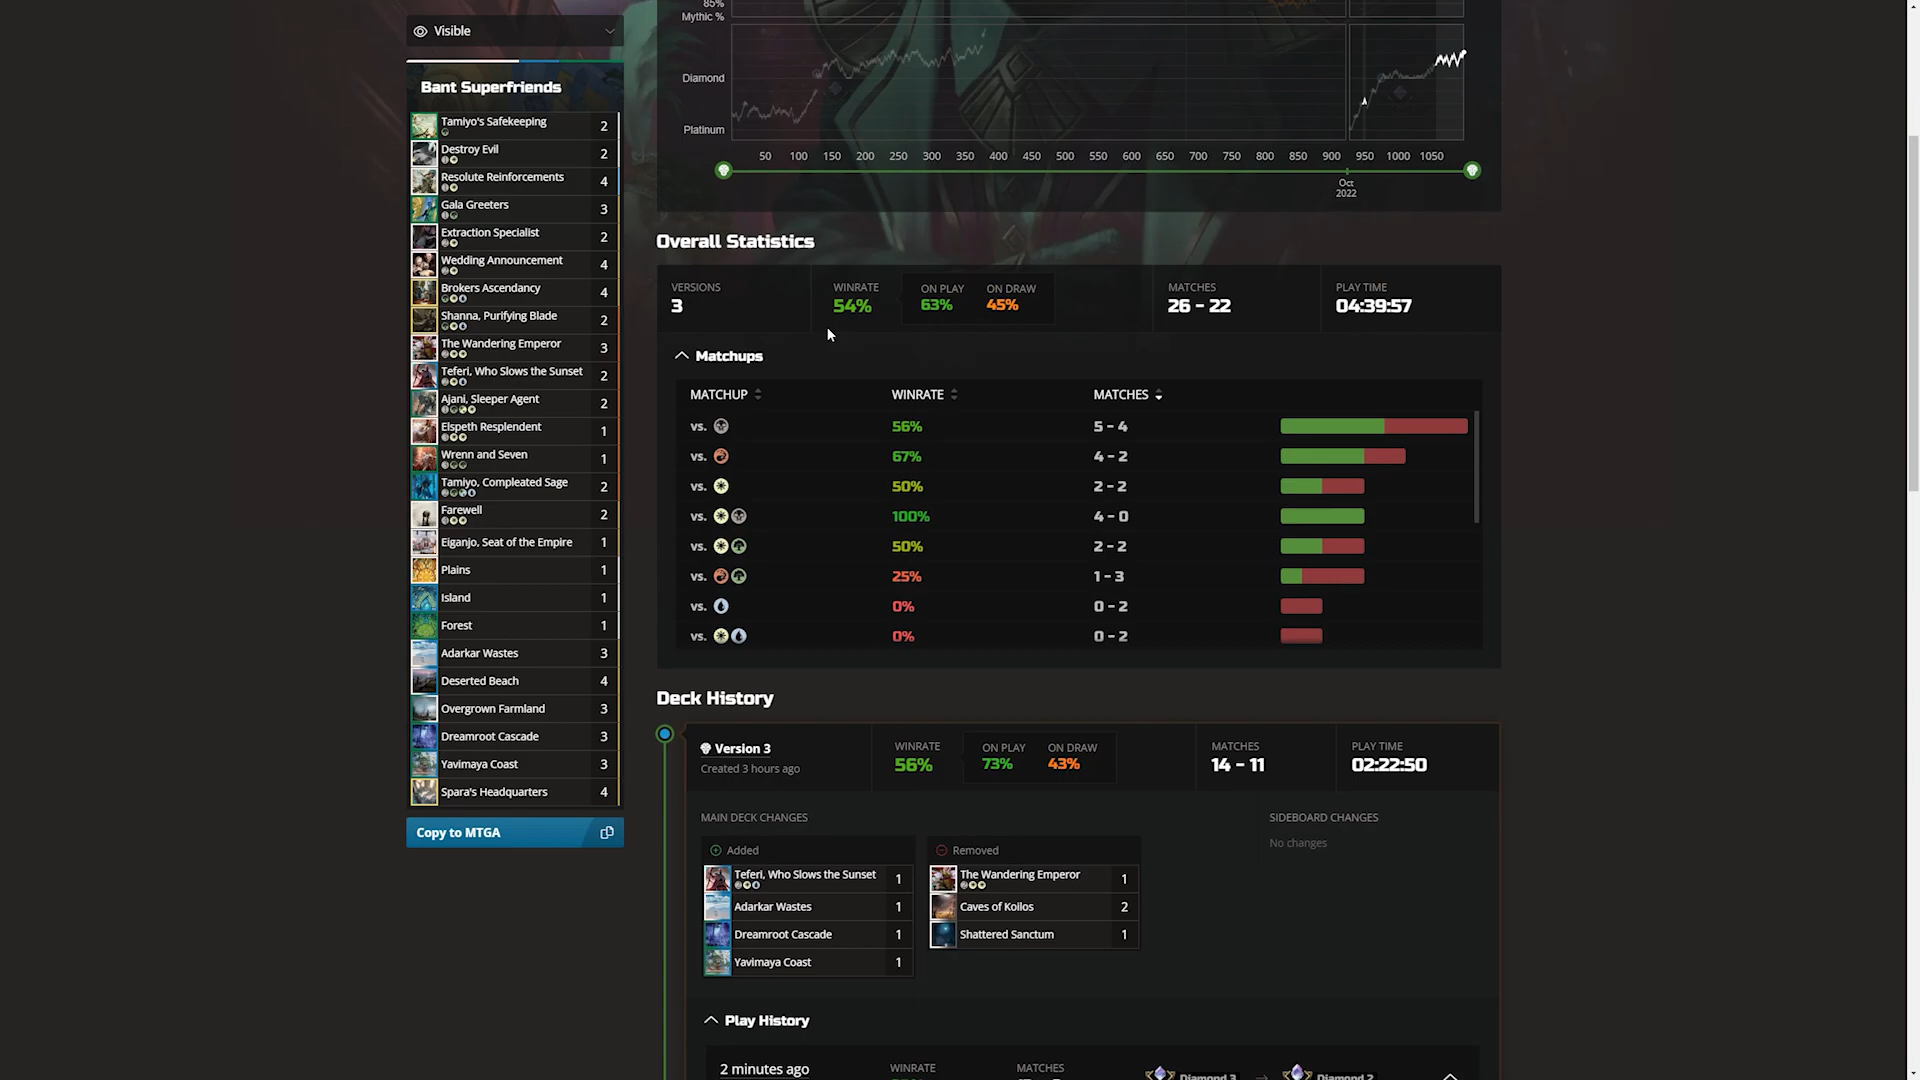 Visible
Bant Superfriends
Tamiyo's Safekeeping 2
Destroy Evil 2
Resolute Reinforcements 4
Gala Greeters 3
Extraction Specialist 2
Wedding Announcement 4
Brokers Ascendancy 4
Shanna, Purifying Blade 2
The Wandering Emperor 3
Teferi, Who Slows the Sunset 2
Ajani, Sleeper Agent 2
Elspeth Resplendent 1
Wrenn and Seven 1
Tamiyo, Compleated Sage 2
Farewell 2
Eiganjo, Seat of the Empire 1
Plains 1
Island 1
Forest 1
Adarkar Wastes 3
Deserted Beach 4
Overgrown Farmland 3
Dreamroot Cascade 3
Yavimaya Coast 3
Spara's Headquarters 4
Copy to MTGA
85%
Mythic %
Diamond
Platinum
50 100 150 200 250 300 350 400 450 500 550 600 650 700 750 800 850 900 950 1000 1050
Oct
2022
Overall Statistics
VERSIONS WINRATE ON PLAY ON DRAW MATCHES PLAY TIME
3 54% 63% 45% 26 - 22 04:39:57
Matchups
MATCHUP WINRATE MATCHES
vs. 56% 5 - 4
vs. 67% 4 - 2
vs. 50% 2 - 2
vs. 100% 4 - 0
vs. 50% 2 - 2
vs. 25% 1 - 3
vs. 0% 0 - 2
vs. 0% 0 - 2
Deck History
Version 3 WINRATE ON PLAY ON DRAW MATCHES PLAY TIME
Created 3 hours ago 56% 73% 43% 14 - 11 02:22:50
MAIN DECK CHANGES SIDEBOARD CHANGES
Added Removed No changes
Teferi, Who Slows the Sunset 1 The Wandering Emperor 1
Adarkar Wastes 1 Caves of Koilos 2
Dreamroot Cascade 1 Shattered Sanctum 1
Yavimaya Coast 1
Play History
2 minutes ago WINRATE MATCHES Diamond 3 → Diamond 2